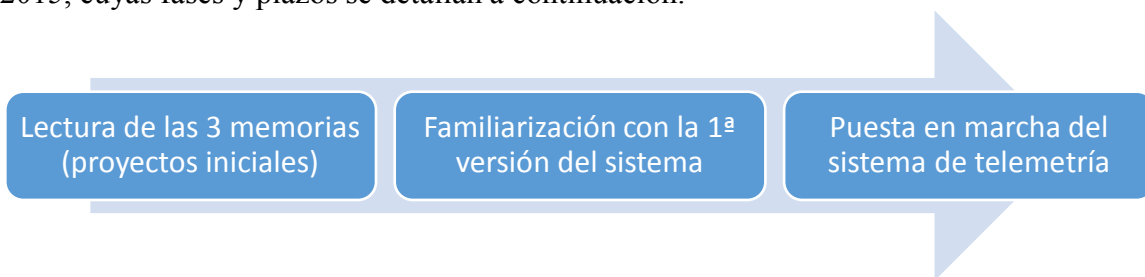 2015, cuyas fases y plazos se detallan a continuación:
Lectura de las 3 memorias
(proyectos iniciales)
Familiarización con la 1ª
versión del sistema
Puesta en marcha del
sistema de telemetría